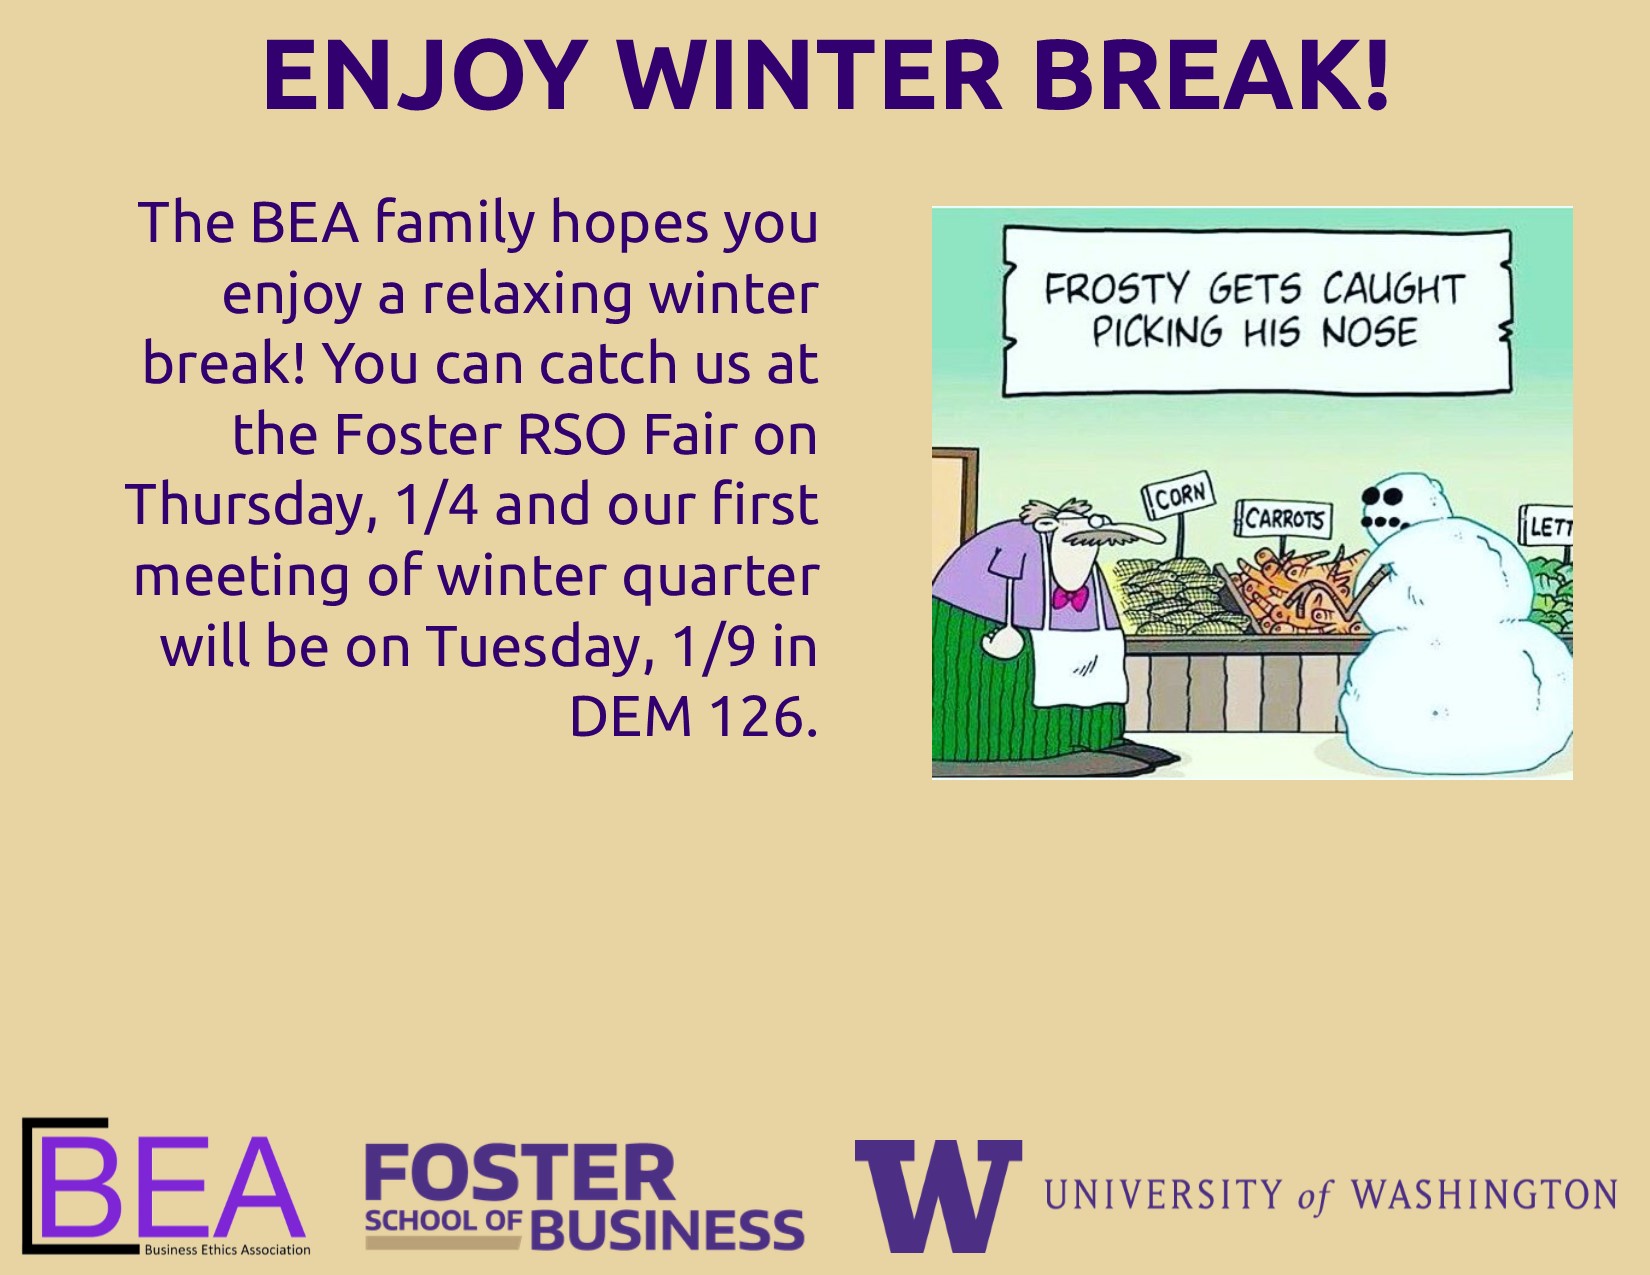 ENJOY WINTER BREAK!
The BEA family hopes you
enjoy a relaxing winter
break! You can catch us at
the Foster RSO Fair on
Thursday, 1/4 and our first
meeting of winter quarter
will be on Tuesday, 1/9 in
DEM 126.
FROSTY GETS CAUGHT
PICKING HIS NOSE
CORN
CARROTS
LETT
BEA
Business Ethics Association
FOSTER
SCHOOL OF BUSINESS
W
UNIVERSITY of WASHINGTON